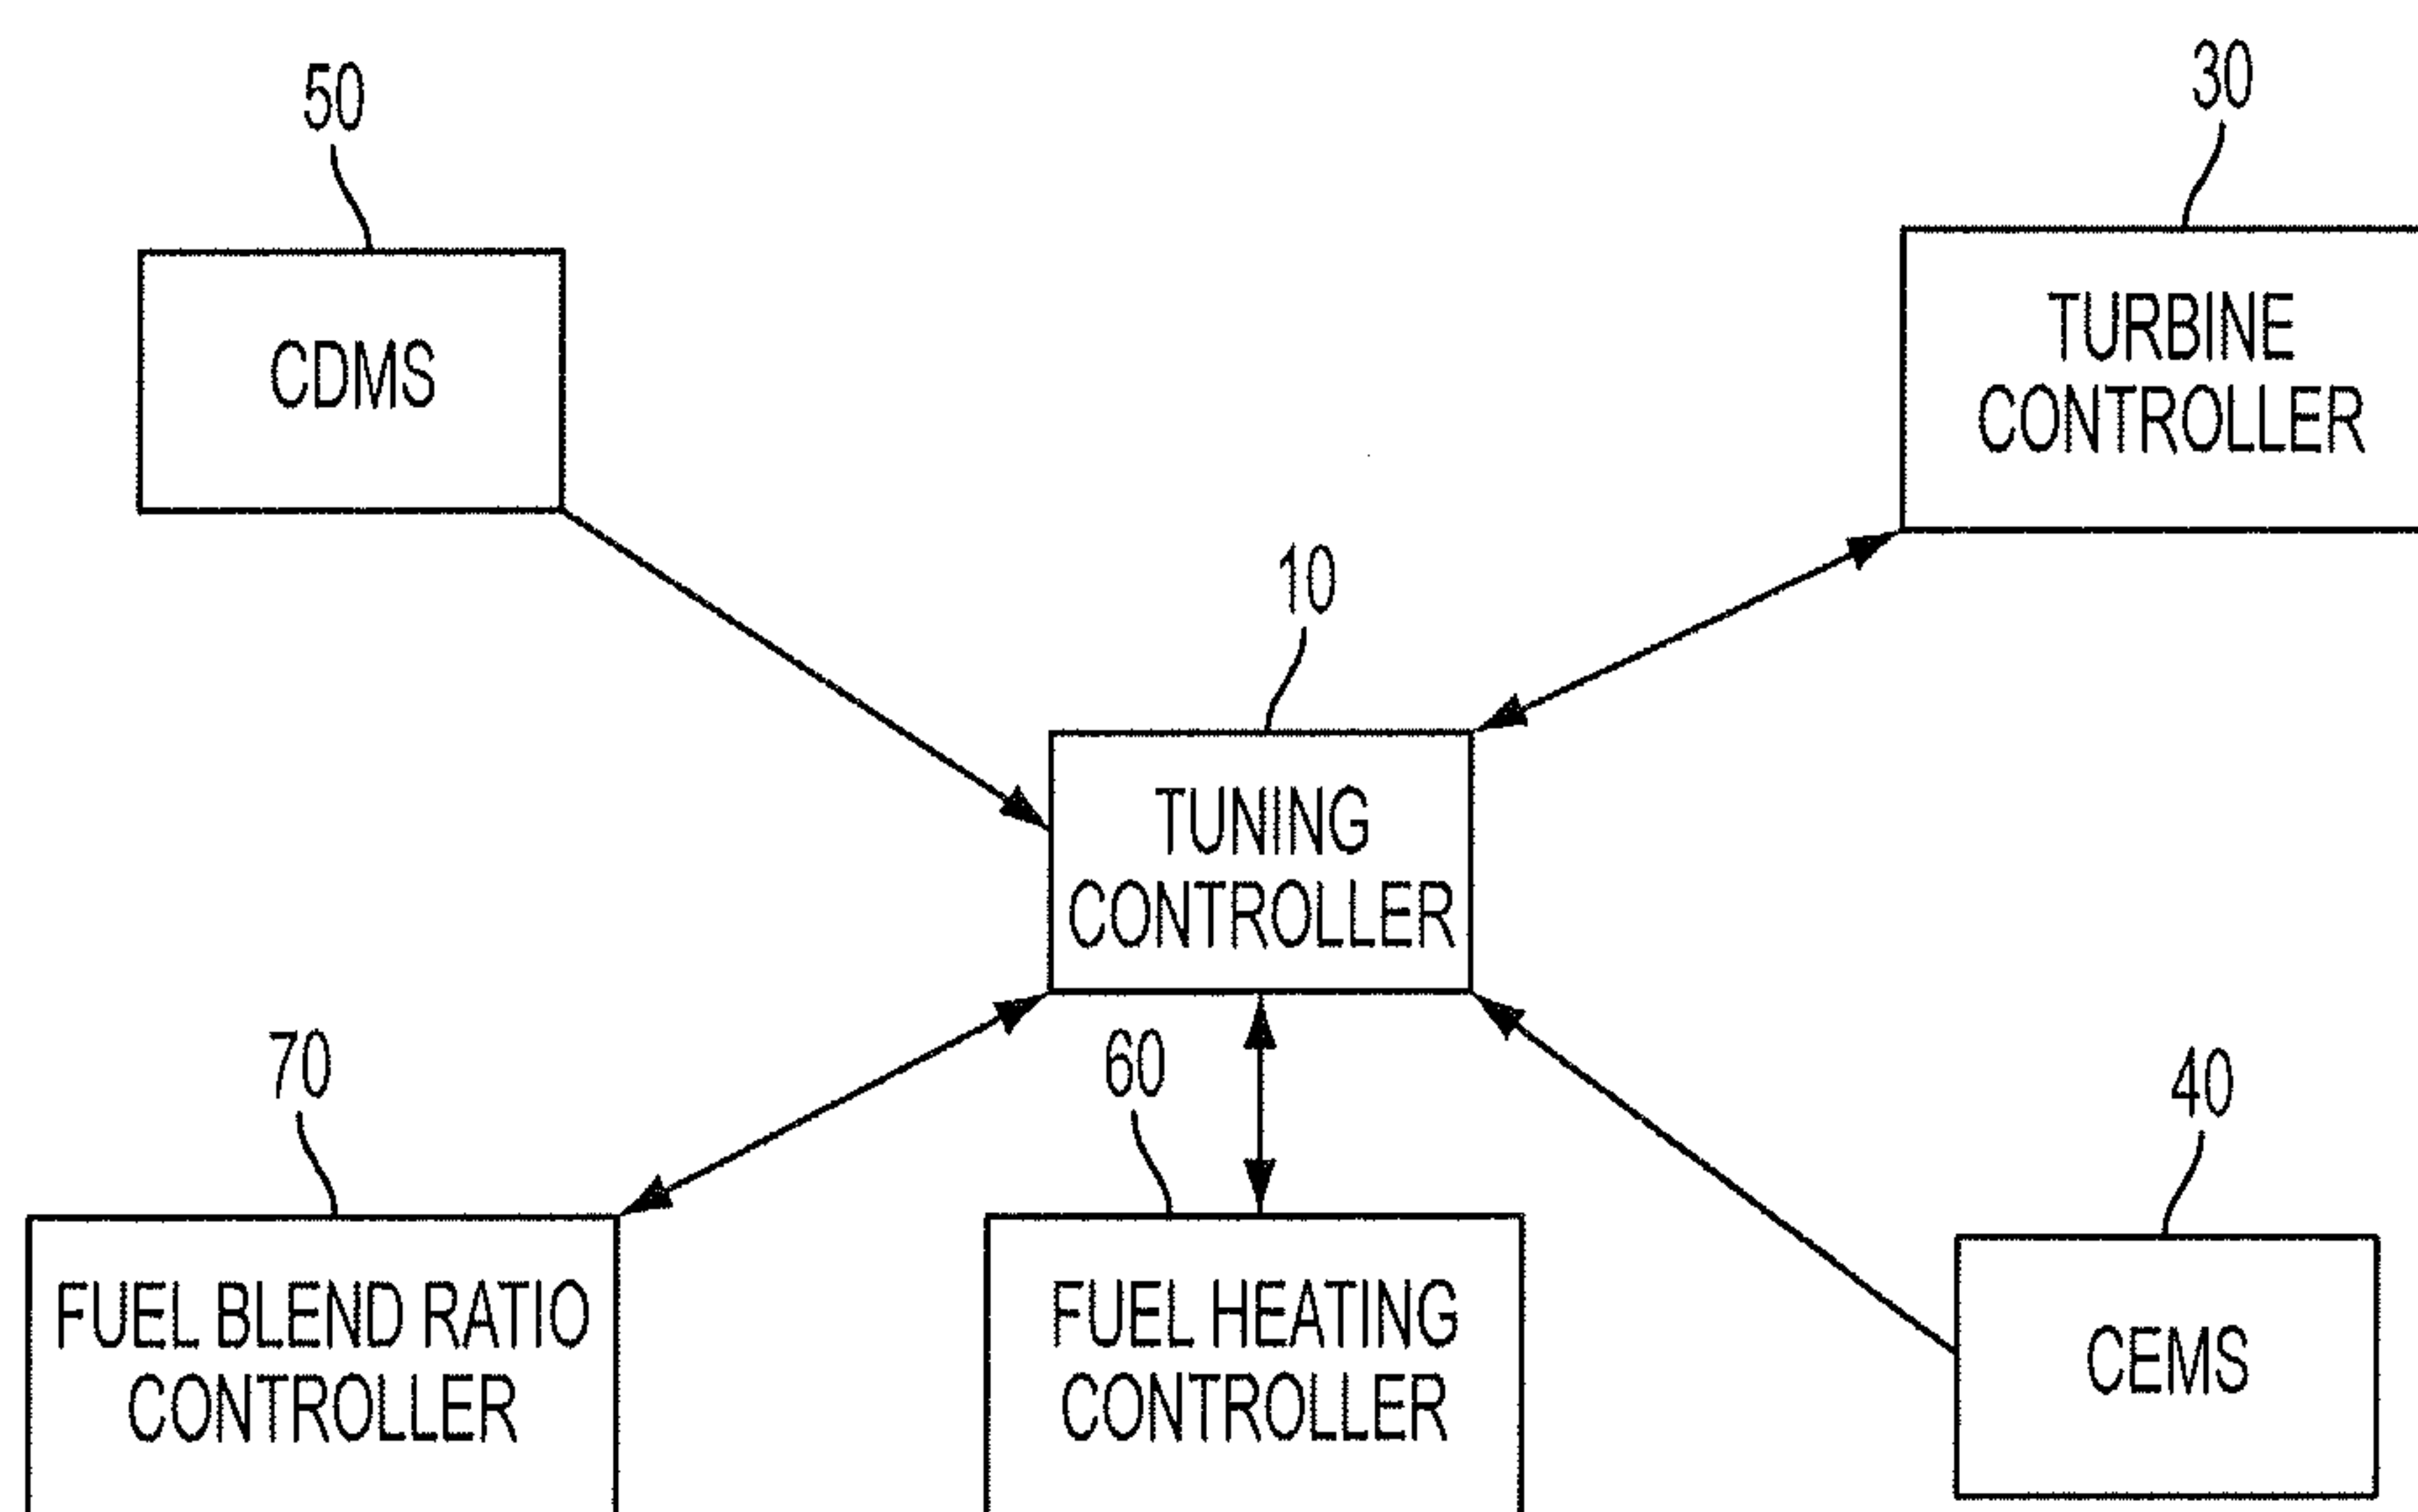 50
30
CDMS
TURBINE
CONTROLLER
10
TUNING
CONTROLLER
70
60
40
FUEL BLEND RATIO
CONTROLLER
FUEL HEATING
CONTROLLER
CEMS